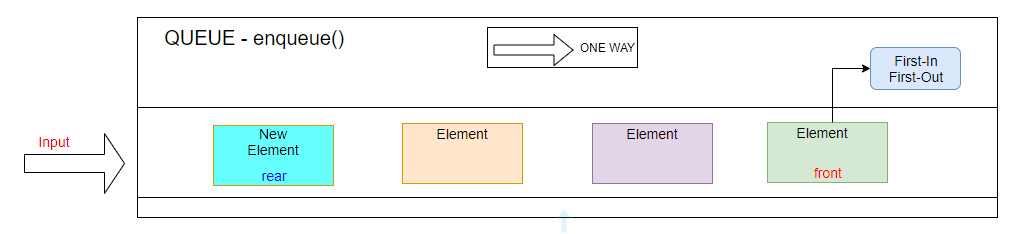 QUEUE - enqueue()
ONE WAY
First-In
First-Out
Input
New
Element
rear
Element
Element
Element
front